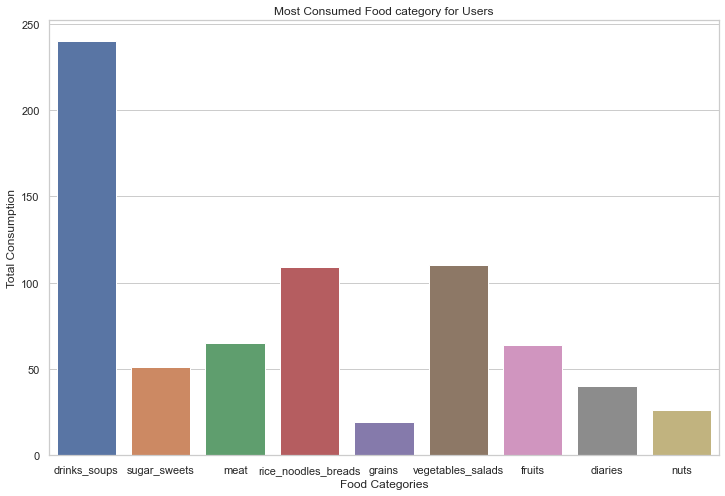 Most Consumed Food category for Users
Total Consumption
250
200
150
100
50
0
drinks_soups sugar_sweets meat rice_noodles_breads grains vegetables_salads fruits diaries nuts
Food Categories